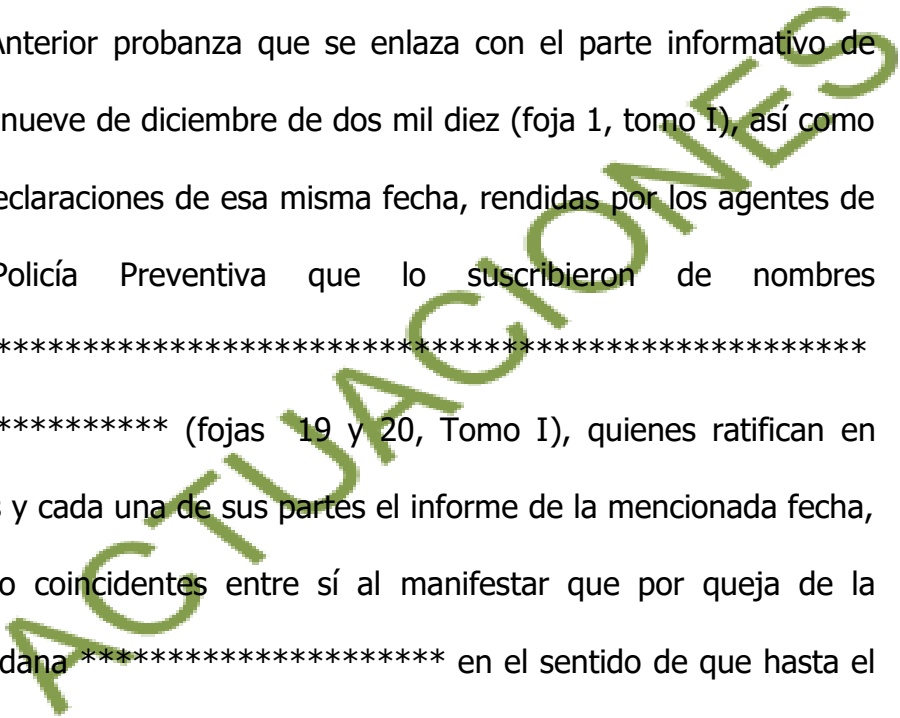 Anterior probanza que se enlaza con el parte informativo de
nueve de diciembre de dos mil diez (foja 1, tomo I), así como
eclaraciones de esa misma fecha, rendidas por los agentes de
Policía Preventiva que lo suscribieron de nombres
**************************************************
********** (fojas 19 y 20, Tomo I), quienes ratifican en
s y cada una de sus partes el informe de la mencionada fecha,
o coincidentes entre sí al manifestar que por queja de la
dana ********************* en el sentido de que hasta el
ACTUACIONES